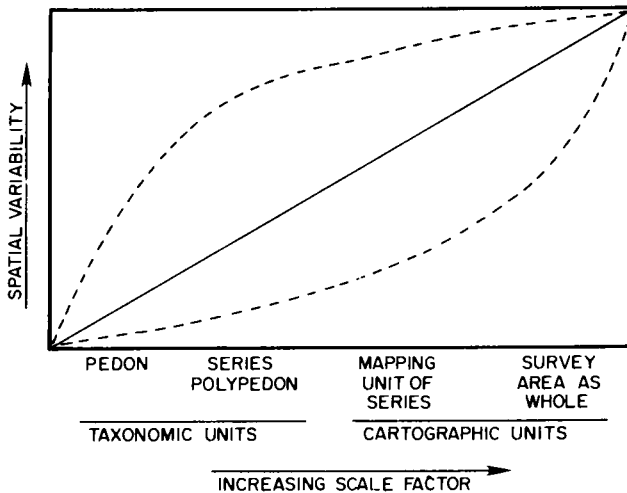 SPATIAL VARIABILITY
PEDON
SERIES
POLYPEDON
MAPPING
UNIT OF
SERIES
SURVEY
AREA AS
WHOLE
TAXONOMIC UNITS
CARTOGRAPHIC UNITS
INCREASING SCALE FACTOR